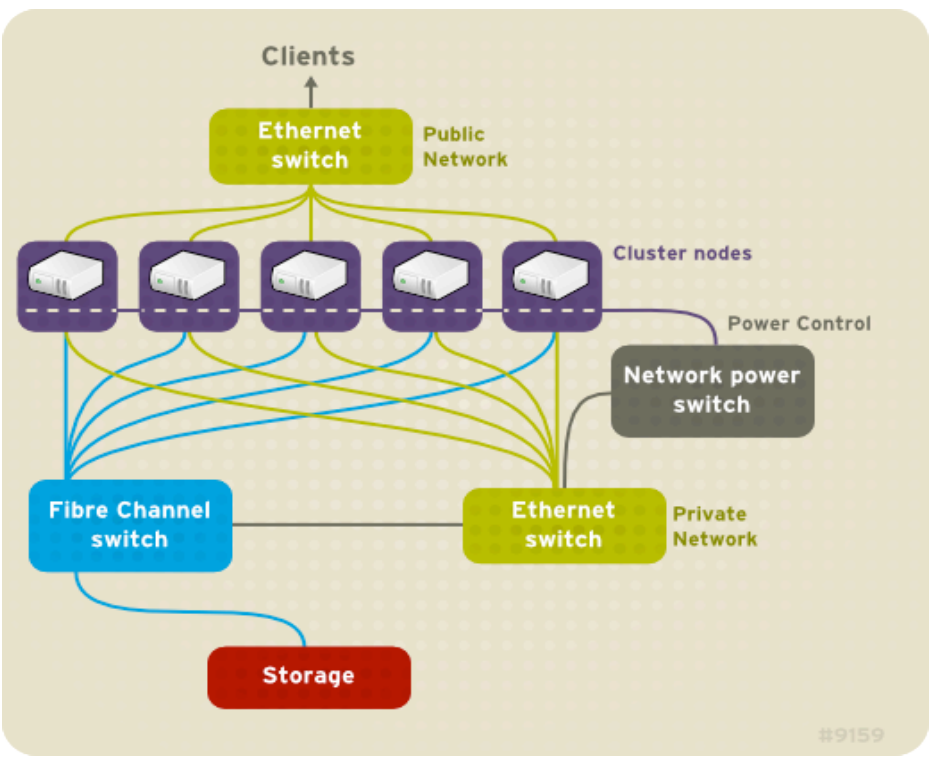 Clients
Ethernet
switch
Public
Network
Cluster nodes
Power Control
Network power
switch
Fibre Channel
switch
Ethernet
switch
Private
Network
Storage
#9159